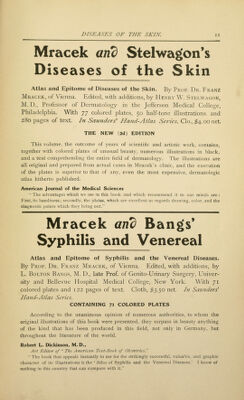 DISEASES OF THE SKIN. 11
Mracek and Stelwagon's
Diseases of the Skin
Atlas and Epitome of Diseases of the Skin. By Prof. Dr. Franz
Mracek, of Vienna. Edited, with additions, by Henry W. Stelwagon,
M.D., Professor of Dermatology in the Jefferson Medical College,
Philadelphia. With 77 colored plates, 50 half-tone illustrations and
280 pages of text. In Saunders' Hand-Atlas Series. Clo., $4.00 net.
THE NEW (2d) EDITION
This volume, the outcome of years of scientific and artistic work, contains,
together with colored plates of unusual beauty, numerous illustrations in black,
and a text comprehending the entire field of dermatology. The illustrations are
all original and prepared from actual cases in Mracek's clinic, and the execution
of the plates is superior to that of any, even the most expensive, dermatologic
atlas hitherto published.
American Journal of the Medical Sciences
"The advantages which we see in this book and which recommend it to our minds are:
First, its handiness; secondly, the plates, which are excellent as regards drawing, color, and the
diagnostic points which they bring out."
Mracek and Bangs'
Syphilis and Venereal
Atlas and Epitome of Syphilis and the Venereal Diseases.
By Prof. Dr. Franz Mracek, of Vienna. Edited, with additions, by
L. Bolton Bangs, M.D., late Prof. of Genito-Urinary Surgery, University
and Bellevue Hospital Medical College, New York. With 71
colored plates and 122 pages of text. Cloth, $3.50 net. In Saunders'
Hand-Atlas Series.
CONTAINING 71 COLORED PLATES
According to the unanimous opinion of numerous authorities, to whom the
original illustrations of this book were presented, they surpass in beauty anything
of the kind that has been produced in this field, not only in Germany, but
throughout the literature of the world.
Robert L. Dickinson, M.D.,
Art Editor of "The American Text-Book of Obstetrics."
"The book that appeals instantly to me for the strikingly successful, valuable, and graphic
character of its illustrations is the 'Atlas of Syphilis and the Venereal Diseases.' I know of
nothing in this country that can compare with it."